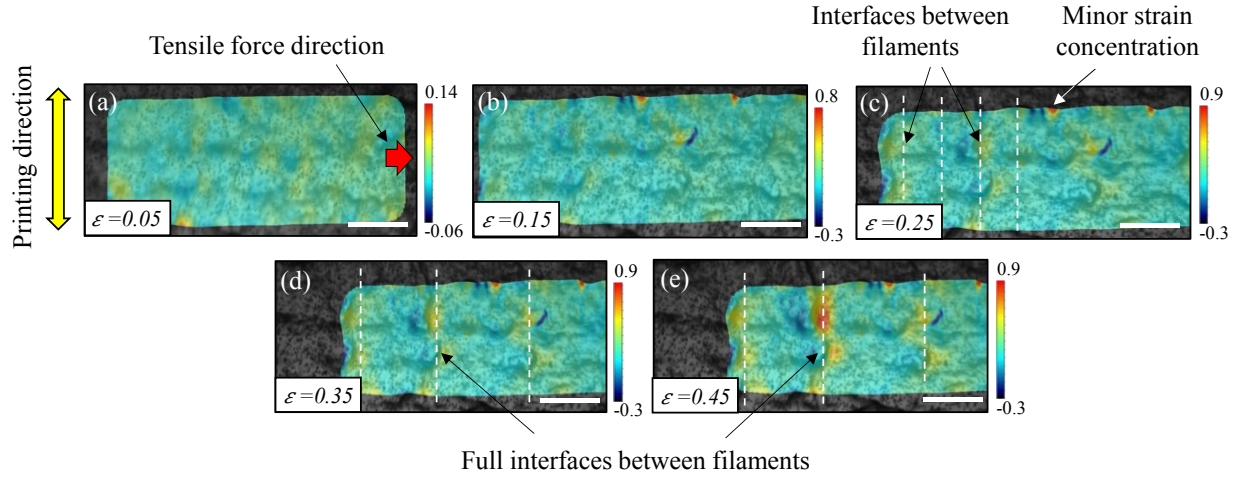 Tensile force direction
Interfaces between
filaments
Minor strain
concentration
Printing direction
(a)
0.14
-0.06
ε =0.05
(b)
0.8
-0.3
ε =0.15
(c)
0.9
-0.3
ε =0.25
(d)
0.9
-0.3
ε =0.35
(e)
0.9
-0.3
ε =0.45
Full interfaces between filaments